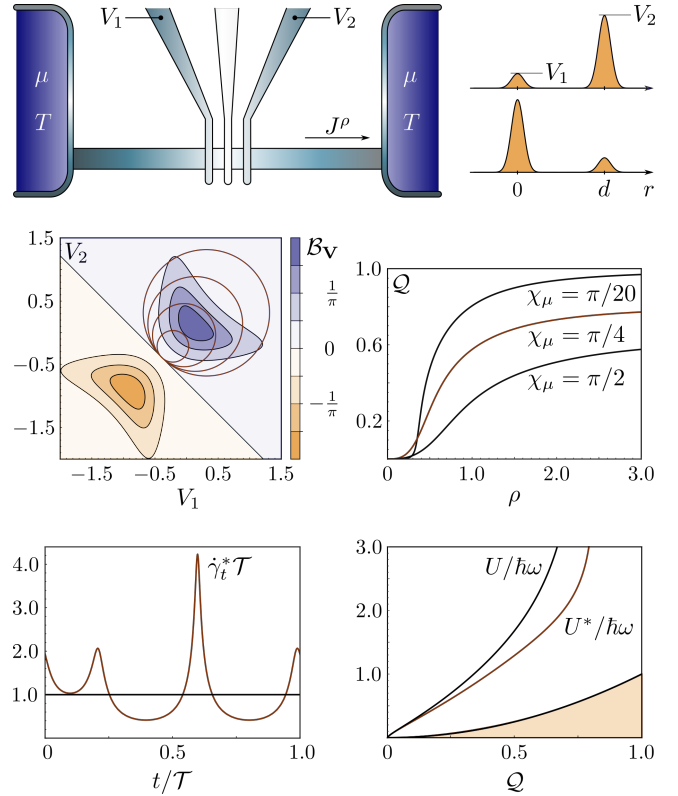 V₁ V₂
μ μ
T T
J^ρ
V₂
V₁
0 d r
1.5 V₂ 𝓑_𝐕
0.5
−0.5
−1.5
1/π
0
−1/π
−1.5 −0.5 0.5 1.5
V₁
1.0 𝒬
0.6
0.2
χ_μ = π/20
χ_μ = π/4
χ_μ = π/2
0 1.0 2.0 3.0
ρ
4.0
3.0
2.0
1.0
γ̇_t^*𝒯
0 0.5 1.0
t/𝒯
3.0
2.0
1.0
U/ħω
U*/ħω
0 0.5 1.0
𝒬